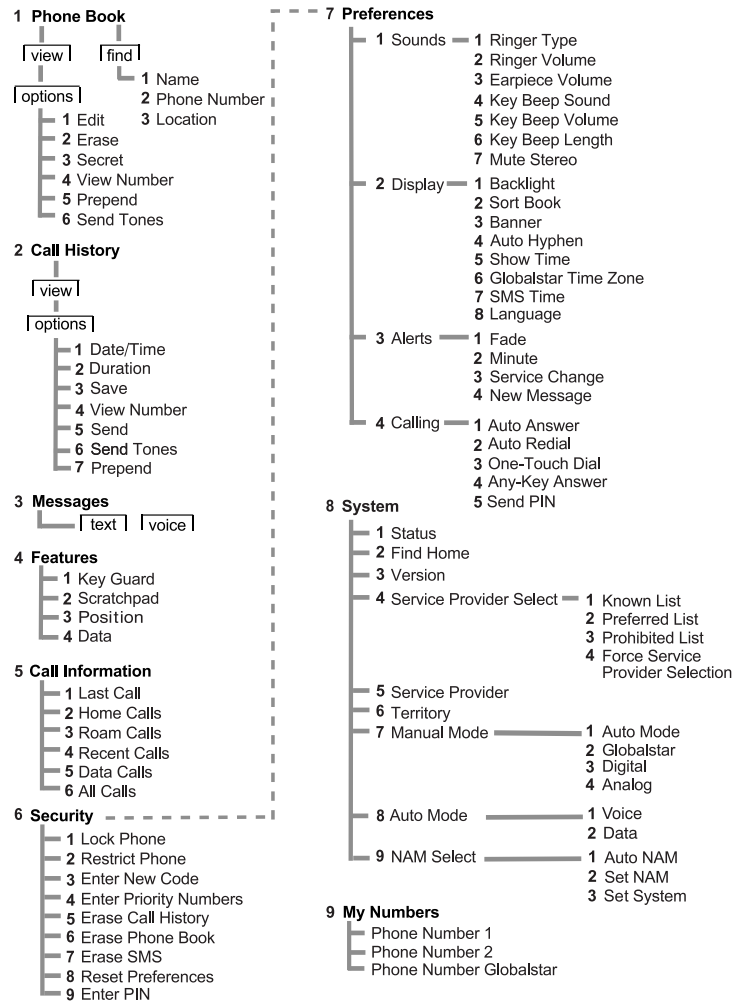 1 Phone Book
view find
options
1 Name
2 Phone Number
3 Location
1 Edit
2 Erase
3 Secret
4 View Number
5 Prepend
6 Send Tones
2 Call History
view
options
1 Date/Time
2 Duration
3 Save
4 View Number
5 Send
6 Send Tones
7 Prepend
3 Messages
text voice
4 Features
1 Key Guard
2 Scratchpad
3 Position
4 Data
5 Call Information
1 Last Call
2 Home Calls
3 Roam Calls
4 Recent Calls
5 Data Calls
6 All Calls
6 Security
1 Lock Phone
2 Restrict Phone
3 Enter New Code
4 Enter Priority Numbers
5 Erase Call History
6 Erase Phone Book
7 Erase SMS
8 Reset Preferences
9 Enter PIN
7 Preferences
1 Sounds
1 Ringer Type
2 Ringer Volume
3 Earpiece Volume
4 Key Beep Sound
5 Key Beep Volume
6 Key Beep Length
7 Mute Stereo
2 Display
1 Backlight
2 Sort Book
3 Banner
4 Auto Hyphen
5 Show Time
6 Globalstar Time Zone
7 SMS Time
8 Language
3 Alerts
1 Fade
2 Minute
3 Service Change
4 New Message
4 Calling
1 Auto Answer
2 Auto Redial
3 One-Touch Dial
4 Any-Key Answer
5 Send PIN
8 System
1 Status
2 Find Home
3 Version
4 Service Provider Select
1 Known List
2 Preferred List
3 Prohibited List
4 Force Service
Provider Selection
5 Service Provider
6 Territory
7 Manual Mode
1 Auto Mode
2 Globalstar
3 Digital
4 Analog
8 Auto Mode
1 Voice
2 Data
9 NAM Select
1 Auto NAM
2 Set NAM
3 Set System
9 My Numbers
Phone Number 1
Phone Number 2
Phone Number Globalstar